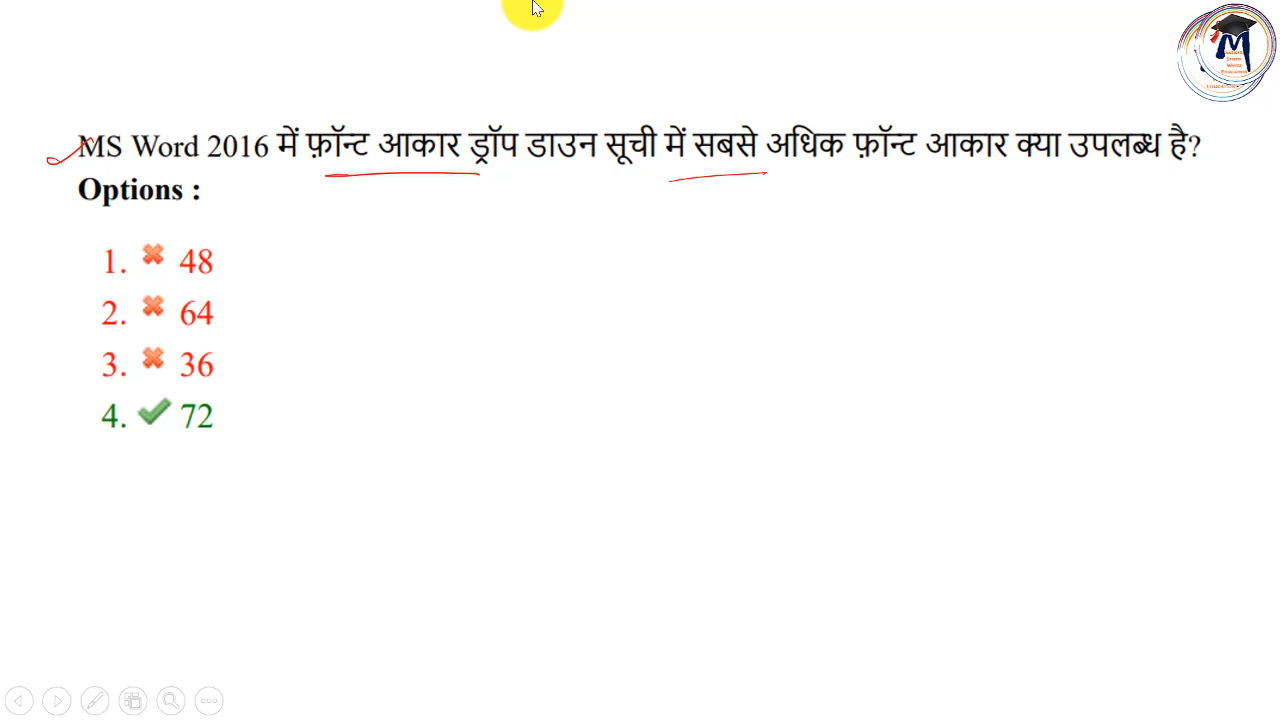 MS Word 2016 में फ़ॉन्ट आकार ड्रॉप डाउन सूची में सबसे अधिक फ़ॉन्ट आकार क्या उपलब्ध है?
Options :
1. 48
2. 64
3. 36
4. 72